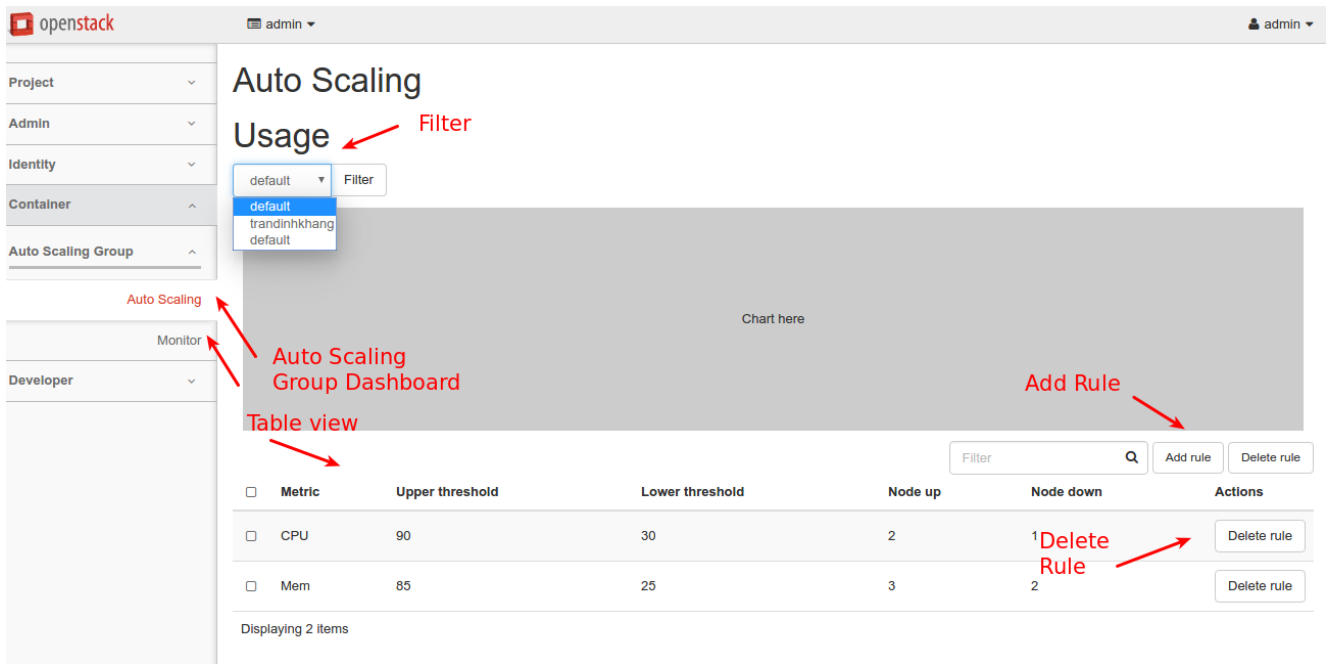 openstack
admin
admin
Project
Admin
Identity
Container
Auto Scaling Group
Auto Scaling
Monitor
Developer
Auto Scaling
Usage
Filter
default
Filter
default
trandinhkhang
default
Chart here
Auto Scaling
Group Dashboard
Add Rule
Table view
Filter
Add rule
Delete rule
Metric Upper threshold Lower threshold Node up Node down Actions
CPU 90 30 2 1 Delete rule
Delete
Rule
Mem 85 25 3 2 Delete rule
Displaying 2 items